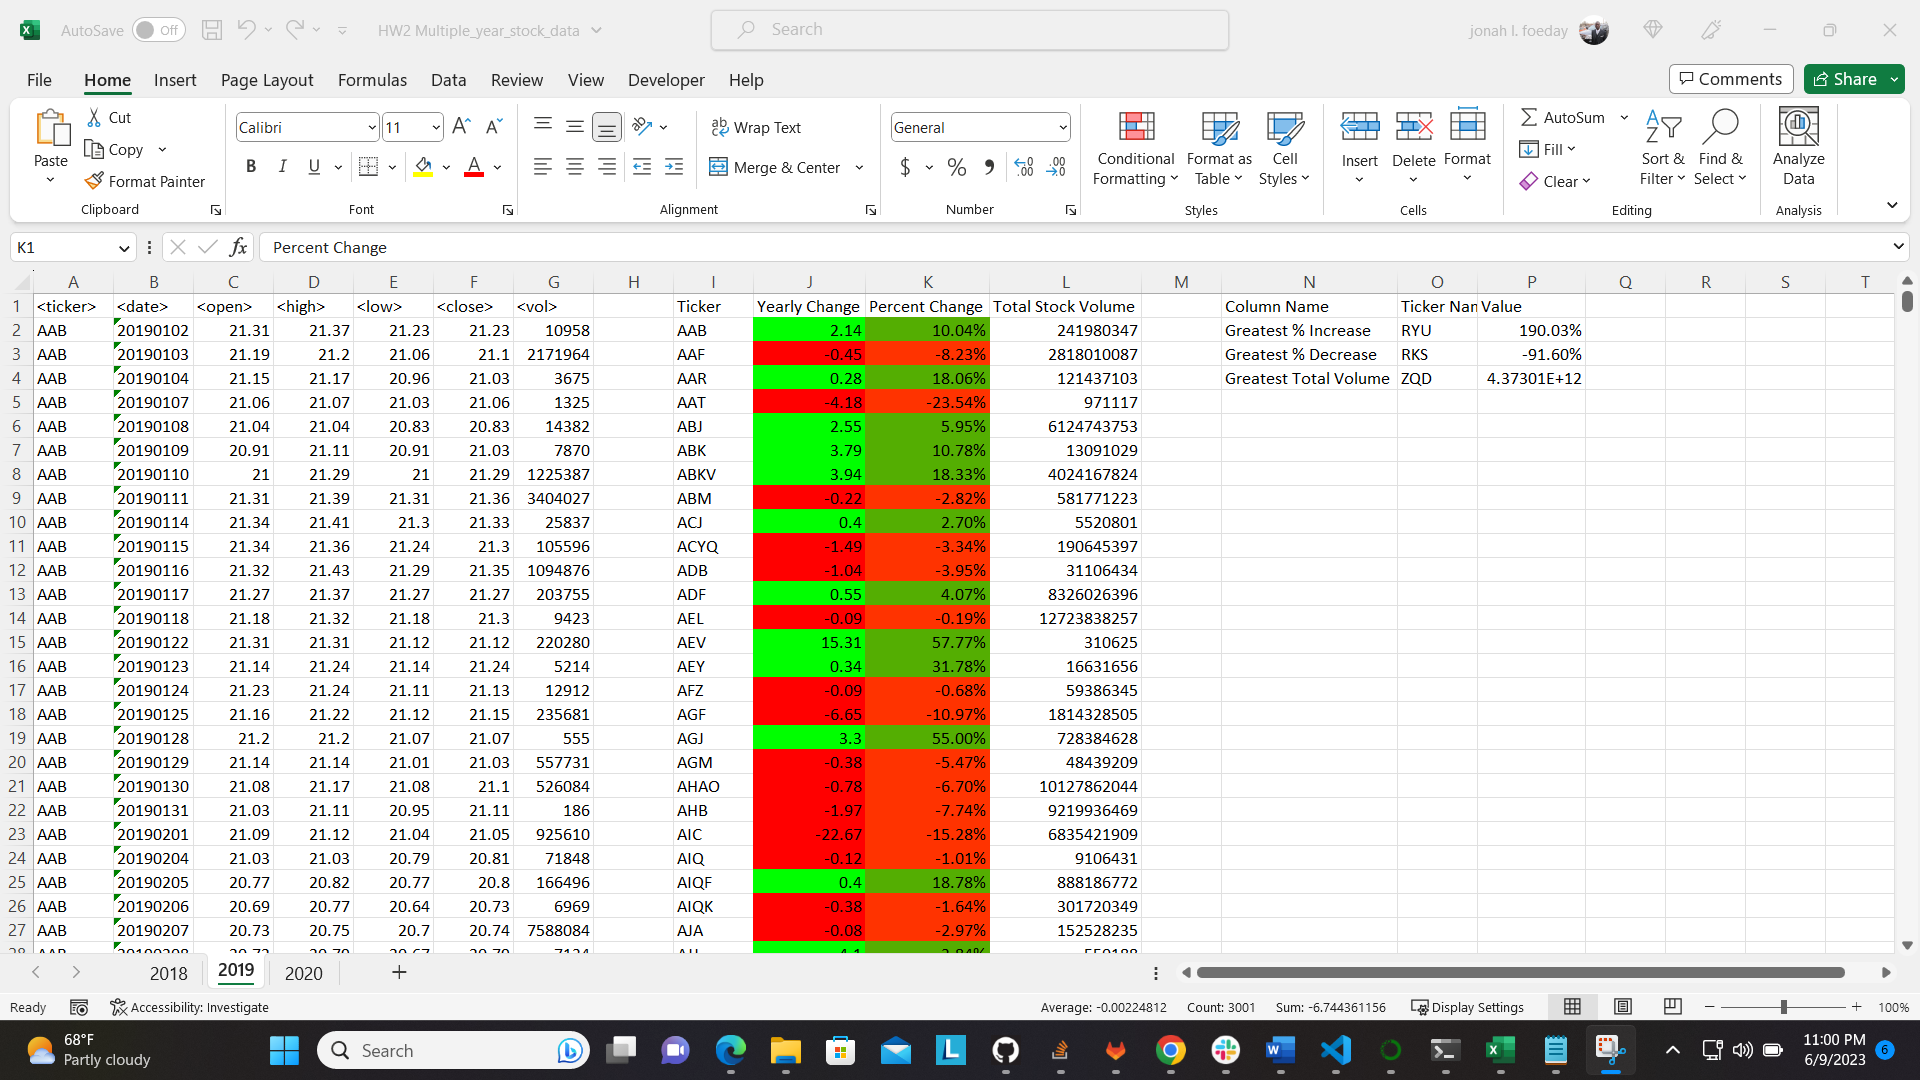 AutoSave Off HW2 Multiple_year_stock_data Search jonah l. foeday
File Home Insert Page Layout Formulas Data Review View Developer Help Comments Share
Paste Cut Copy Format Painter Clipboard
Calibri 11 B I U A Font
Wrap Text Merge & Center Alignment
General $ % Number
Conditional Formatting Format as Table Cell Styles Styles
Insert Delete Format Cells
AutoSum Fill Clear Sort & Filter Find & Select Editing
Analyze Data Analysis
K1 fx Percent Change
A B C D E F G H I J K L M N O P Q R S T
1 <ticker> <date> <open> <high> <low> <close> <vol> Ticker Yearly Change Percent Change Total Stock Volume Column Name Ticker Nar Value
2 AAB 20190102 21.31 21.37 21.23 21.23 10958 AAB 2.14 10.04% 241980347 Greatest % Increase RYU 190.03%
3 AAB 20190103 21.19 21.2 21.06 21.1 2171964 AAF -0.45 -8.23% 2818010087 Greatest % Decrease RKS -91.60%
4 AAB 20190104 21.15 21.17 20.96 21.03 3675 AAR 0.28 18.06% 121437103 Greatest Total Volume ZQD 4.37301E+12
5 AAB 20190107 21.06 21.07 21.03 21.06 1325 AAT -4.18 -23.54% 971117
6 AAB 20190108 21.04 21.04 20.83 20.83 14382 ABJ 2.55 5.95% 6124743753
7 AAB 20190109 20.91 21.11 20.91 21.03 7870 ABK 3.79 10.78% 13091029
8 AAB 20190110 21 21.29 21 21.29 1225387 ABKV 3.94 18.33% 4024167824
9 AAB 20190111 21.31 21.39 21.31 21.36 3404027 ABM -0.22 -2.82% 581771223
10 AAB 20190114 21.34 21.41 21.3 21.33 25837 ACJ 0.4 2.70% 5520801
11 AAB 20190115 21.34 21.36 21.24 21.3 105596 ACYQ -1.49 -3.34% 190645397
12 AAB 20190116 21.32 21.43 21.29 21.35 1094876 ADB -1.04 -3.95% 31106434
13 AAB 20190117 21.27 21.37 21.27 21.27 203755 ADF 0.55 4.07% 8326026396
14 AAB 20190118 21.18 21.32 21.18 21.3 9423 AEL -0.09 -0.19% 12723838257
15 AAB 20190122 21.31 21.31 21.12 21.12 220280 AEV 15.31 57.77% 310625
16 AAB 20190123 21.14 21.24 21.14 21.24 5214 AEY 0.34 31.78% 16631656
17 AAB 20190124 21.23 21.24 21.11 21.13 12912 AFZ -0.09 -0.68% 59386345
18 AAB 20190125 21.16 21.22 21.12 21.15 235681 AGF -6.65 -10.97% 1814328505
19 AAB 20190128 21.2 21.2 21.07 21.07 555 AGJ 3.3 55.00% 728384628
20 AAB 20190129 21.14 21.14 21.01 21.03 557731 AGM -0.38 -5.47% 48439209
21 AAB 20190130 21.08 21.17 21.08 21.1 526084 AHAO -0.78 -6.70% 10127862044
22 AAB 20190131 21.03 21.11 20.95 21.11 186 AHB -1.97 -7.74% 9219936469
23 AAB 20190201 21.09 21.12 21.04 21.05 925610 AIC -22.67 -15.28% 6835421909
24 AAB 20190204 21.03 21.03 20.79 20.81 71848 AIQ -0.12 -1.01% 9106431
25 AAB 20190205 20.77 20.82 20.77 20.8 166496 AIQF 0.4 18.78% 888186772
26 AAB 20190206 20.69 20.77 20.64 20.73 6969 AIQK -0.38 -1.64% 301720349
27 AAB 20190207 20.73 20.75 20.7 20.74 7588084 AJA -0.08 -2.97% 152528235
2018 2019 2020
Ready Accessibility: Investigate Average: -0.00224812 Count: 3001 Sum: -6.744361156 Display Settings 100%
68°F
Partly cloudy
Search
11:00 PM
6/9/2023
6